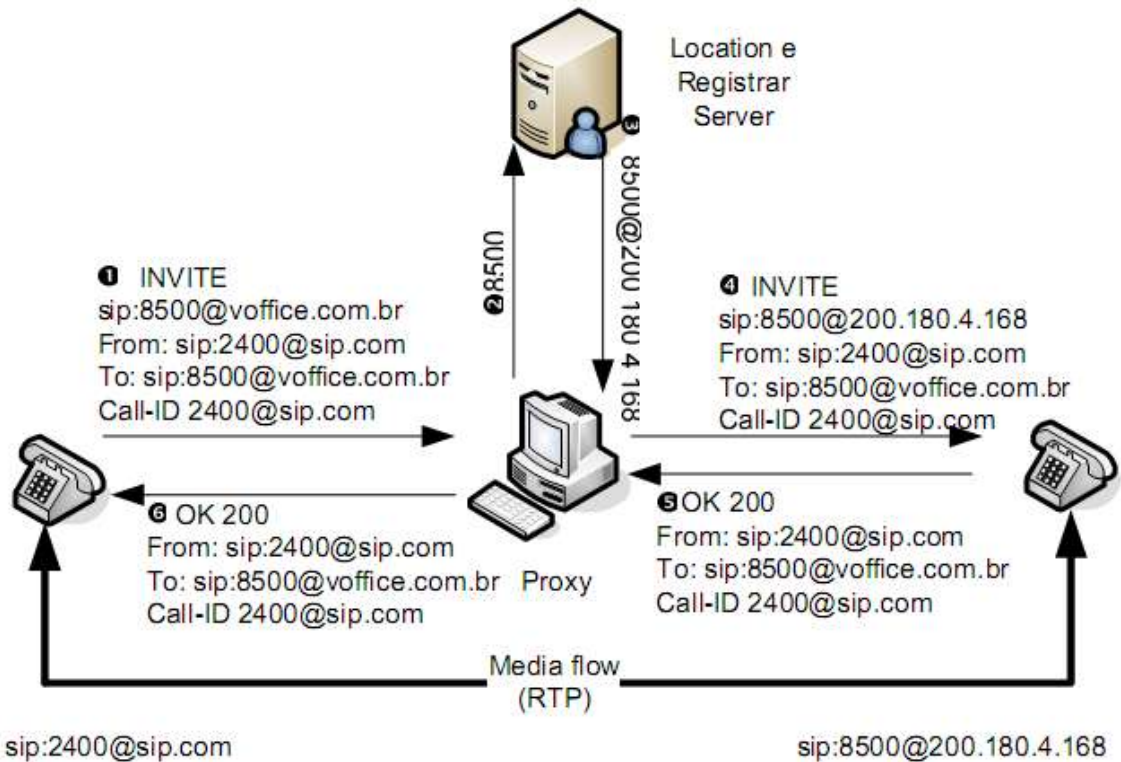 Location e
Registrar
Server
❸ 8500@200 180 4 168
❷8500
❶ INVITE
sip:8500@voffice.com.br
From: sip:2400@sip.com
To: sip:8500@voffice.com.br
Call-ID 2400@sip.com
❹ INVITE
sip:8500@200.180.4.168
From: sip:2400@sip.com
To: sip:8500@voffice.com.br
Call-ID 2400@sip.com
❻ OK 200
From: sip:2400@sip.com
To: sip:8500@voffice.com.br
Call-ID 2400@sip.com
Proxy
❺OK 200
From: sip:2400@sip.com
To: sip:8500@voffice.com.br
Call-ID 2400@sip.com
Media flow
(RTP)
sip:2400@sip.com
sip:8500@200.180.4.168